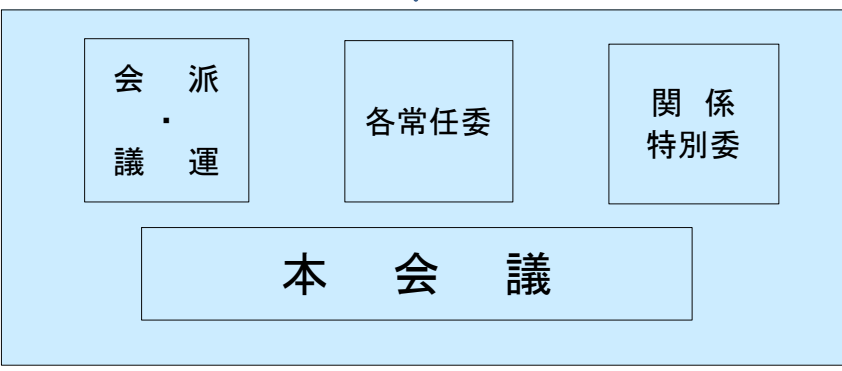 会 派
・
議 運
各常任委
関 係
特別委
本 会 議